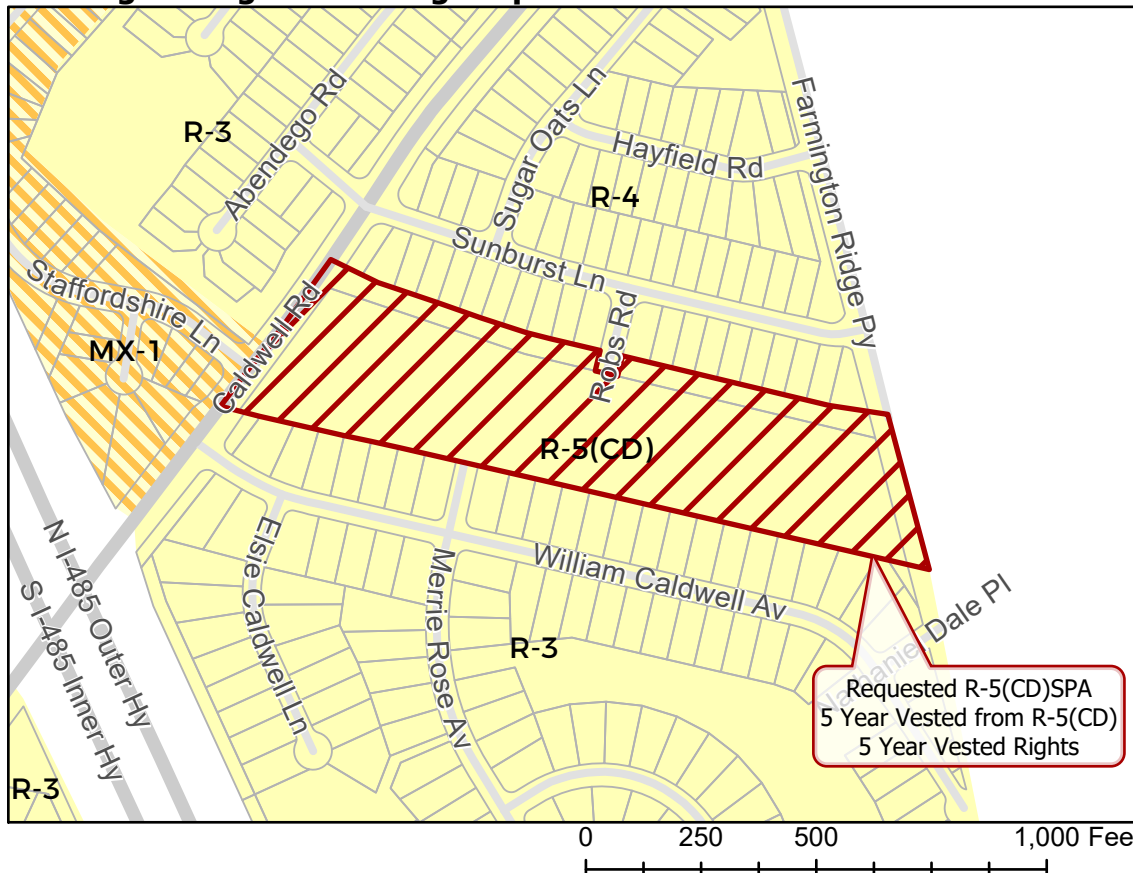 R-3
Abendego Rd
Sugar Oats Ln
Hayfield Rd
Farmington Ridge Py
R-4
Sunburst Ln
Staffordshire Ln
MX-1
Caldwell Rd
Robs Rd
R-5(CD)
N I-485 Outer Hy
S I-485 Inner Hy
Elsie Caldwell Ln
Merrie Rose Av
William Caldwell Av
R-3
Nathaniel Dale Pl
Requested R-5(CD)SPA
5 Year Vested from R-5(CD)
5 Year Vested Rights
R-3
0 250 500 1,000 Fee